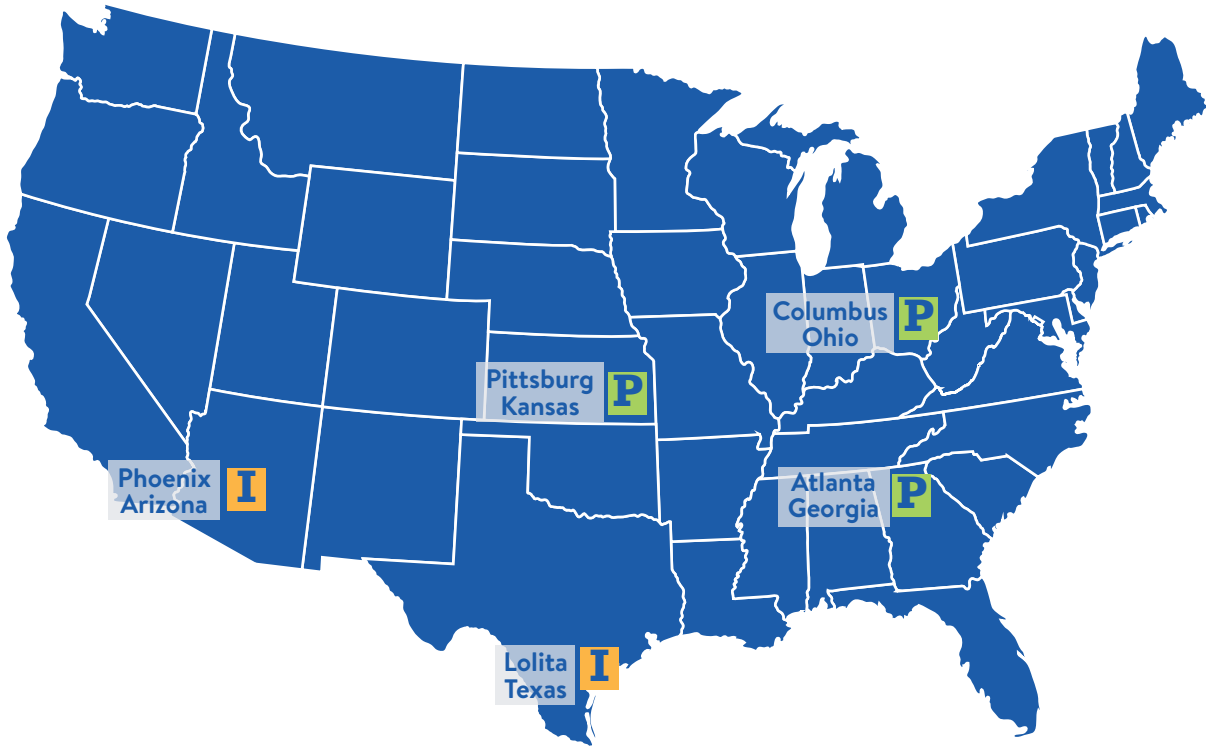 Columbus
Ohio
P
Pittsburg
Kansas
P
Phoenix
Arizona
I
Atlanta
Georgia
P
Lolita
Texas
I